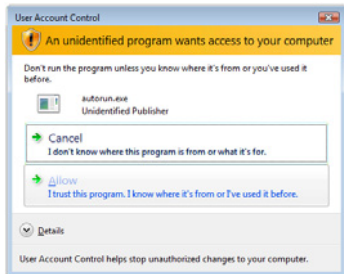 User Account Control
An unidentified program wants access to your computer
Don't run the program unless you know where it's from or you've used it
before.
autorun.exe
Unidentified Publisher
Cancel
I don't know where this program is from or what it's for.
Allow
I trust this program. I know where it's from or I've used it before.
Details
User Account Control helps stop unauthorized changes to your computer.